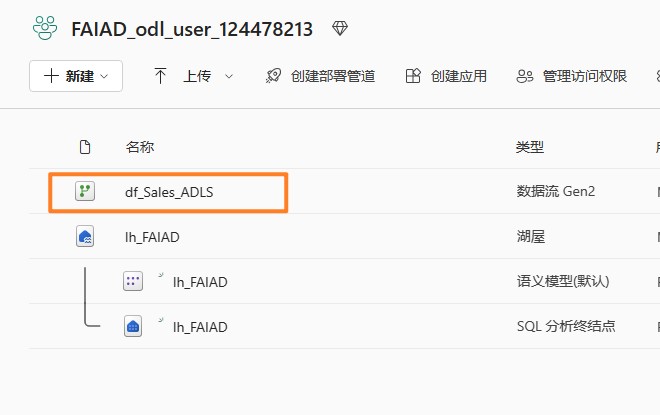 FAIAD_odl_user_124478213
新建 上传 创建部署管道 创建应用 管理访问权限
名称 类型
df_Sales_ADLS 数据流 Gen2
lh_FAIAD 湖屋
lh_FAIAD 语义模型(默认)
lh_FAIAD SQL 分析终结点